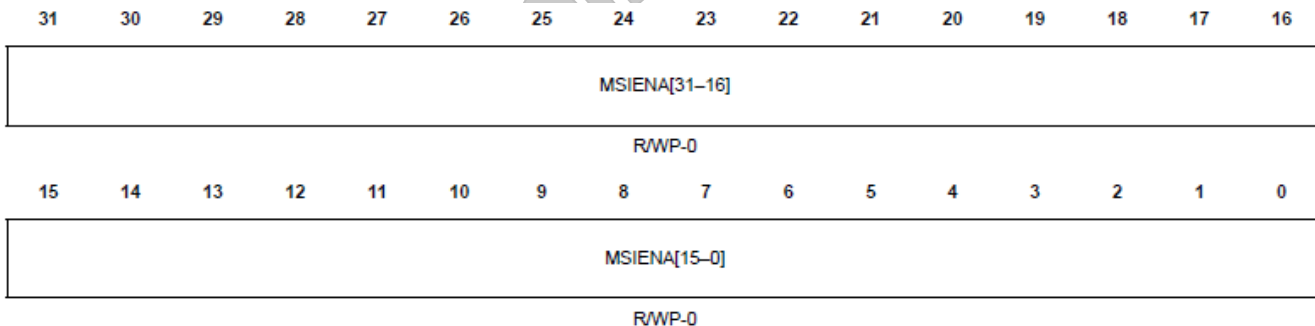 31 30 29 28 27 26 25 24 23 22 21 20 19 18 17 16
MSIENA[31–16]
R/WP-0
15 14 13 12 11 10 9 8 7 6 5 4 3 2 1 0
MSIENA[15–0]
R/WP-0